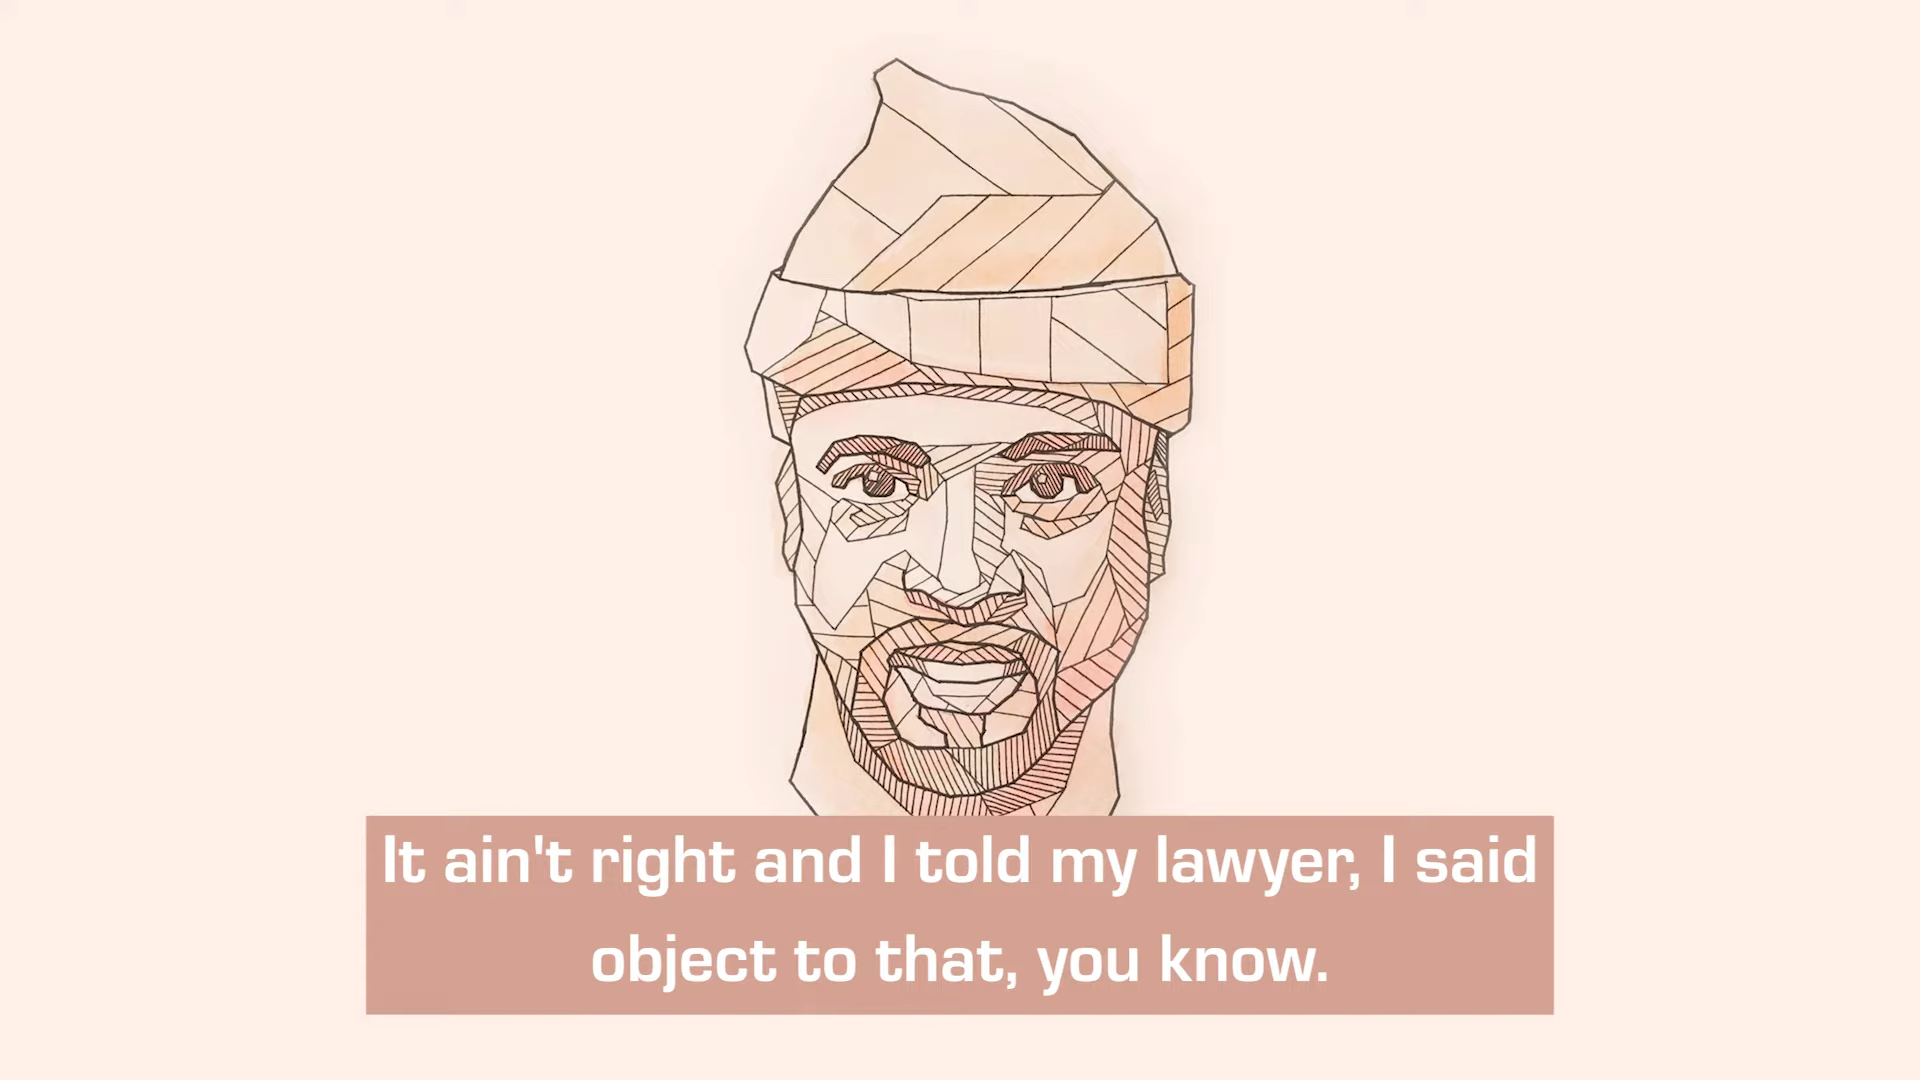 It ain't right and I told my lawyer, I said
object to that, you know.